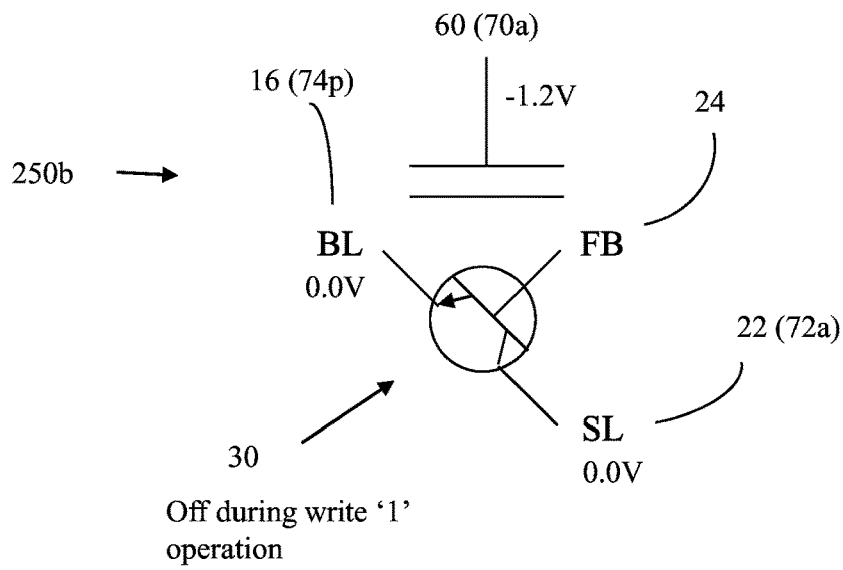 60 (70a)
16 (74p)
-1.2V
24
250b
BL
FB
0.0V
22 (72a)
SL
30
0.0V
Off during write ‘1’
operation